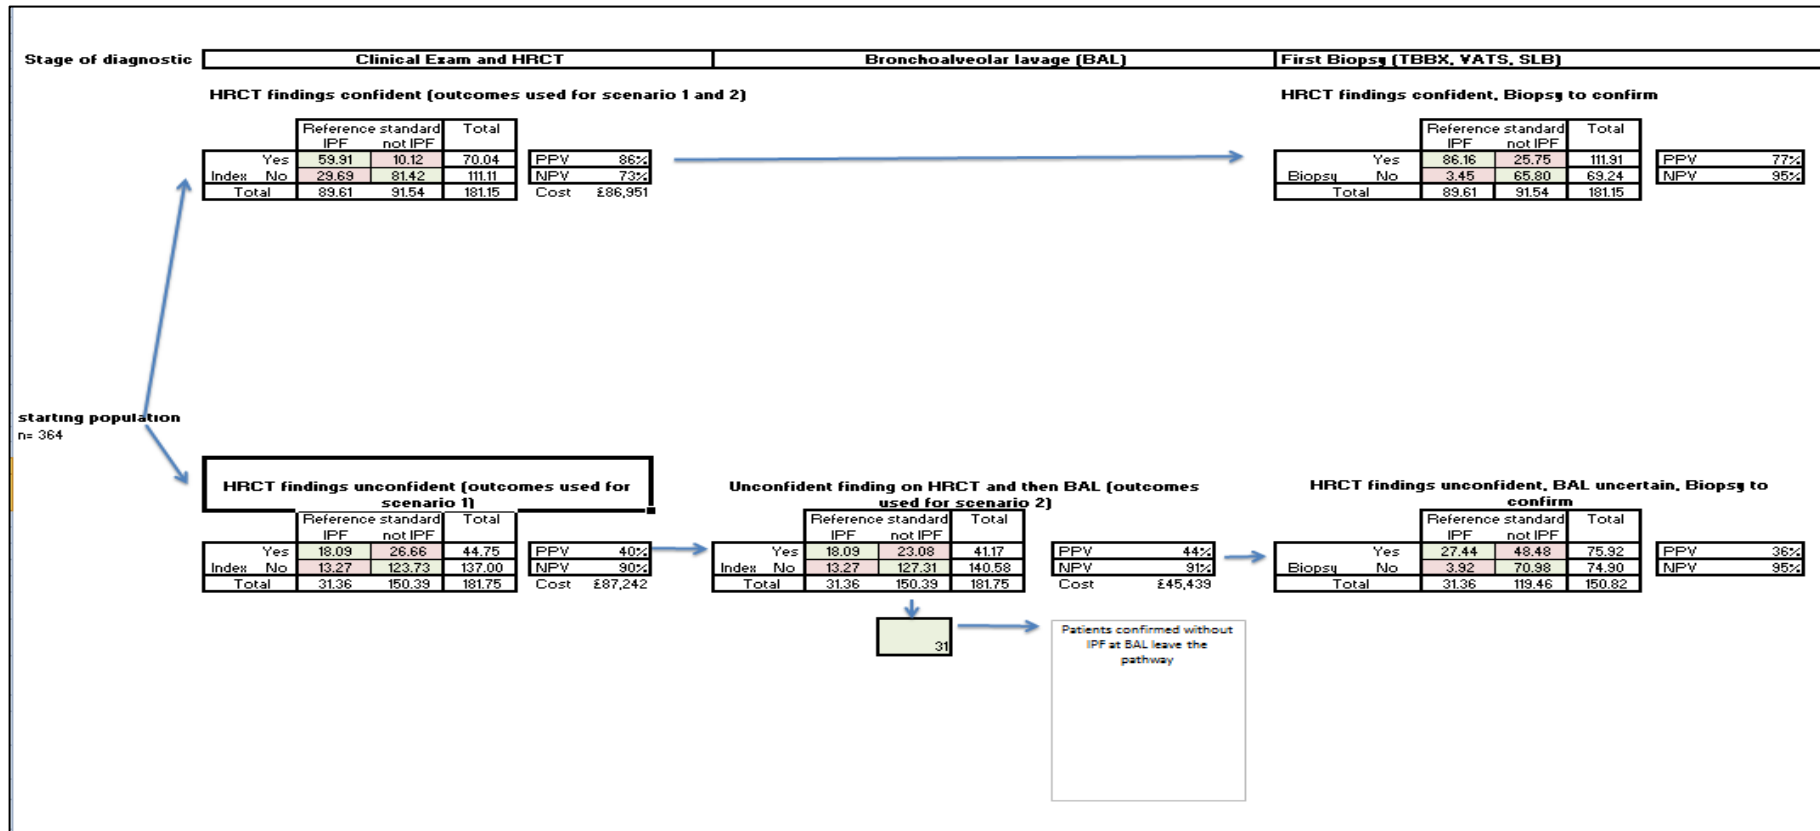 Stage of diagnostic Clinical Exam and HRCT Bronchoalveolar lavage (BAL) First Biopsy (TBBX, VATS, SLB)
HRCT findings confident (outcomes used for scenario 1 and 2) HRCT findings confident, Biopsy to confirm
Reference standard Total Reference standard Total
IPF not IPF IPF not IPF
Yes 59.91 10.12 70.04 PPV 86% Yes 86.16 25.75 111.91 PPV 77%
Index No 29.69 81.42 111.11 NPV 73% Biopsy No 3.45 65.80 69.24 NPV 95%
Total 89.61 91.54 181.15 Cost £86,951 Total 89.61 91.54 181.15
starting population
n= 364
HRCT findings unconfident (outcomes used for scenario 1) Unconfident finding on HRCT and then BAL (outcomes used for scenario 2) HRCT findings unconfident, BAL uncertain, Biopsy to confirm
Reference standard Total Reference standard Total Reference standard Total
IPF not IPF IPF not IPF IPF not IPF
Yes 18.09 26.66 44.75 PPV 40% Yes 18.09 23.08 41.17 PPV 44% Yes 27.44 48.48 75.92 PPV 36%
Index No 13.27 123.73 137.00 NPV 90% Index No 13.27 127.31 140.58 NPV 91% Biopsy No 3.92 70.98 74.90 NPV 95%
Total 31.36 150.39 181.75 Cost £87,242 Total 31.36 150.39 181.75 Cost £45,439 Total 31.36 119.46 150.82
31
Patients confirmed without
IPF at BAL leave the
pathway